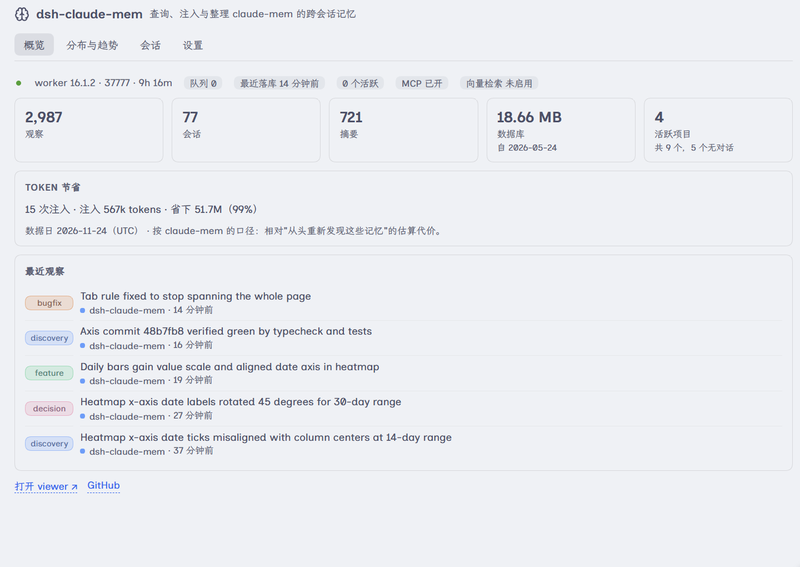 dsh-claude-mem 查询、注入与整理 claude-mem 的跨会话记忆
概览 分布与趋势 会话 设置
worker 16.1.2 · 37777 · 9h 16m 队列 0 最近落库 14 分钟前 0 个活跃 MCP 已开 向量检索 未启用
2,987
观察
77
会话
721
摘要
18.66 MB
数据库
自 2026-05-24
4
活跃项目
共 9 个，5 个无对话
TOKEN 节省
15 次注入 · 注入 567k tokens · 省下 51.7M（99%）
数据日 2026-11-24（UTC） · 按 claude-mem 的口径：相对“从头重新发现这些记忆”的估算代价。
最近观察
bugfix Tab rule fixed to stop spanning the whole page
dsh-claude-mem · 14 分钟前
discovery Axis commit 48b7fb8 verified green by typecheck and tests
dsh-claude-mem · 16 分钟前
feature Daily bars gain value scale and aligned date axis in heatmap
dsh-claude-mem · 19 分钟前
decision Heatmap x-axis date labels rotated 45 degrees for 30-day range
dsh-claude-mem · 27 分钟前
discovery Heatmap x-axis date ticks misaligned with column centers at 14-day range
dsh-claude-mem · 37 分钟前
打开 viewer ↗ GitHub